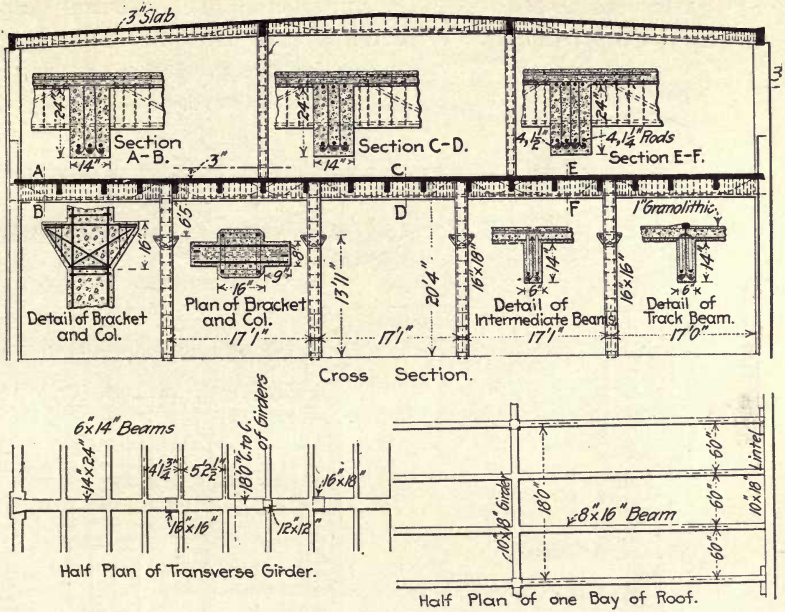 3" Slab
24"
14"
Section
A-B.
24"
14"
Section C-D.
24"
14"
4, 1½"
4, 1¼" Rods
Section E-F.
3"
A
C
E
B
D
F
1" Granolithic
6'5"
16"
Detail of Bracket
and Col.
8"
9"
16"
Plan of Bracket
and Col.
13'11"
20'4"
16"x18"
14"
6"
Detail of
Intermediate Beams
16"x16"
14"
6"
Detail of
Track Beam.
17'1"
17'1"
17'1"
17'0"
Cross Section.
6"x14" Beams
14"x24"
4'1¾"
5'2½"
18'0" C. to C.
of Girders
16"x18"
16"x16"
12"x12"
Half Plan of Transverse Girder.
10"x18" Girder
18'0"
8"x16" Beam
6'0"
6'0"
6'0"
10"x18" Lintel
Half Plan of one Bay of Roof.